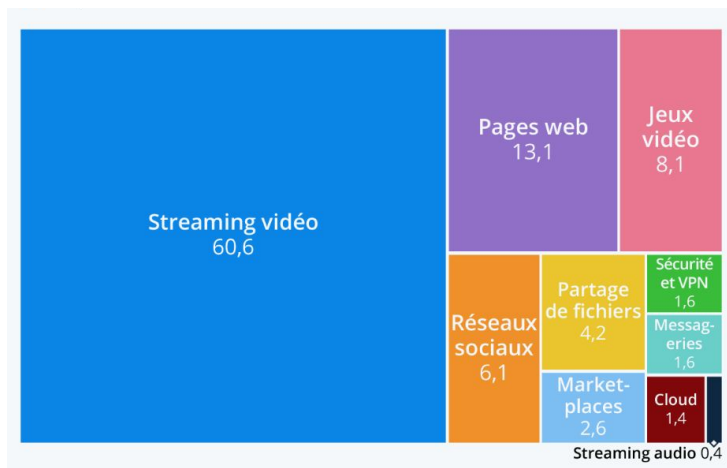 Streaming vidéo
60,6
Pages web
13,1
Jeux
vidéo
8,1
Réseaux
sociaux
6,1
Partage
de fichiers
4,2
Market-
places
2,6
Sécurité
et VPN
1,6
Messag-
eries
1,6
Cloud
1,4
Streaming audio 0,4